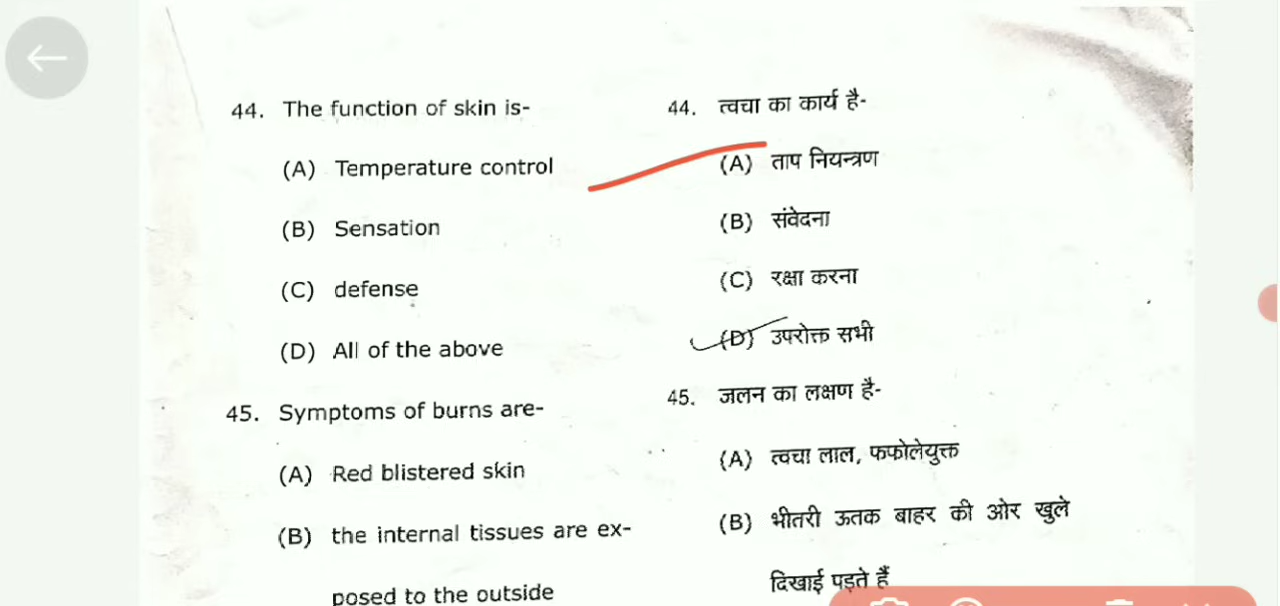 44. The function of skin is-
(A) Temperature control
(B) Sensation
(C) defense
(D) All of the above
45. Symptoms of burns are-
(A) Red blistered skin
(B) the internal tissues are ex-
posed to the outside
44. त्वचा का कार्य है-
(A) ताप नियन्त्रण
(B) संवेदना
(C) रक्षा करना
(D) उपरोक्त सभी
45. जलन का लक्षण है-
(A) त्वचा लाल, फफोलेयुक्त
(B) भीतरी ऊतक बाहर की ओर खुले
दिखाई पड़ते हैं